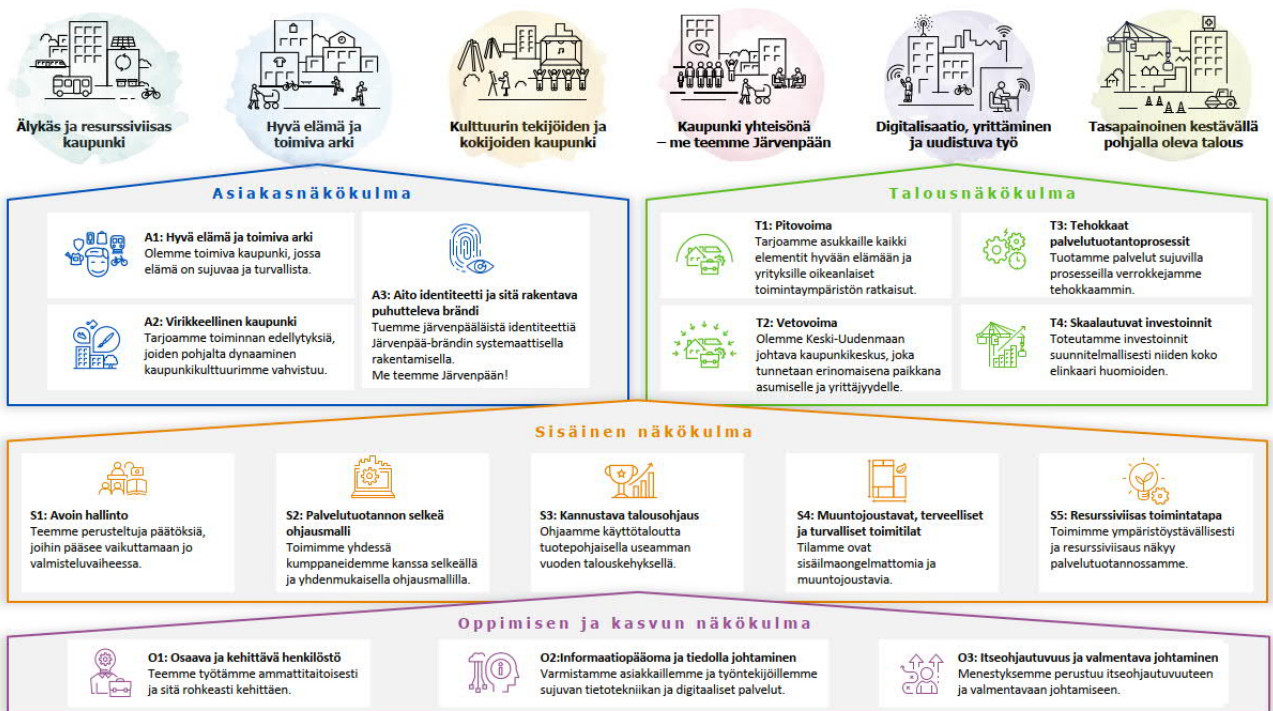 Älykäs ja resurssiviisas
kaupunki
Hyvä elämä ja
toimiva arki
Kulttuurin tekijöiden ja
kokijoiden kaupunki
Kaupunki yhteisönä
– me teemme Järvenpään
Digitalisaatio, yrittäminen
ja uudistuva työ
Tasapainoinen kestävällä
pohjalla oleva talous
Asiakasnäkökulma
A1: Hyvä elämä ja toimiva arki
Olemme toimiva kaupunki, jossa
elämä on sujuvaa ja turvallista.
A2: Virikkeellinen kaupunki
Tarjoamme toiminnan edellytyksiä,
joiden pohjalta dynaaminen
kaupunkikulttuurimme vahvistuu.
A3: Aito identiteetti ja sitä rakentava
puhutteleva brändi
Tuemme järvenpääläistä identiteettiä
Järvenpää-brändin systemaattisella
rakentamisella.
Me teemme Järvenpään!
Talousnäkökulma
T1: Pitovoima
Tarjoamme asukkaille kaikki
elementit hyvään elämään ja
yrityksille oikeanlaiset
toimintaympäristön ratkaisut.
T2: Vetovoima
Olemme Keski-Uudenmaan
johtava kaupunkikeskus, joka
tunnetaan erinomaisena paikkana
asumiselle ja yrittäjyydelle.
T3: Tehokkaat
palvelutuotantoprosessit
Tuotamme palvelut sujuvilla
prosesseilla verrokkejamme
tehokkaammin.
T4: Skaalautuvat investoinnit
Toteutamme investoinnit
suunnitelmallisesti niiden koko
elinkaari huomioiden.
Sisäinen näkökulma
S1: Avoin hallinto
Teemme perusteltuja päätöksiä,
joihin pääsee vaikuttamaan jo
valmisteluvaiheessa.
S2: Palvelutuotannon selkeä
ohjausmalli
Toimimme yhdessä
kumppaneidemme kanssa selkeällä
ja yhdenmukaisella ohjausmallilla.
S3: Kannustava talousohjaus
Ohjaamme käyttötaloutta
tuotepohjaisella useamman
vuoden talouskehyksellä.
S4: Muuntojoustavat, terveelliset
ja turvalliset toimitilat
Tilamme ovat
sisäilmaongelmattomia ja
muuntojoustavia.
S5: Resurssiviisas toimintatapa
Toimimme ympäristöystävällisesti
ja resurssiviisaus näkyy
palvelutuotannossamme.
Oppimisen ja kasvun näkökulma
O1: Osaava ja kehittävä henkilöstö
Teemme työtämme ammattitaitoisesti
ja sitä rohkeasti kehittäen.
O2:Informaatiopääoma ja tiedolla johtaminen
Varmistamme asiakkaillemme ja työntekijöillemme
sujuvan tietotekniikan ja digitaaliset palvelut.
O3: Itseohjautuvuus ja valmentava johtaminen
Menestyksemme perustuu itseohjautuvuuteen
ja valmentavaan johtamiseen.